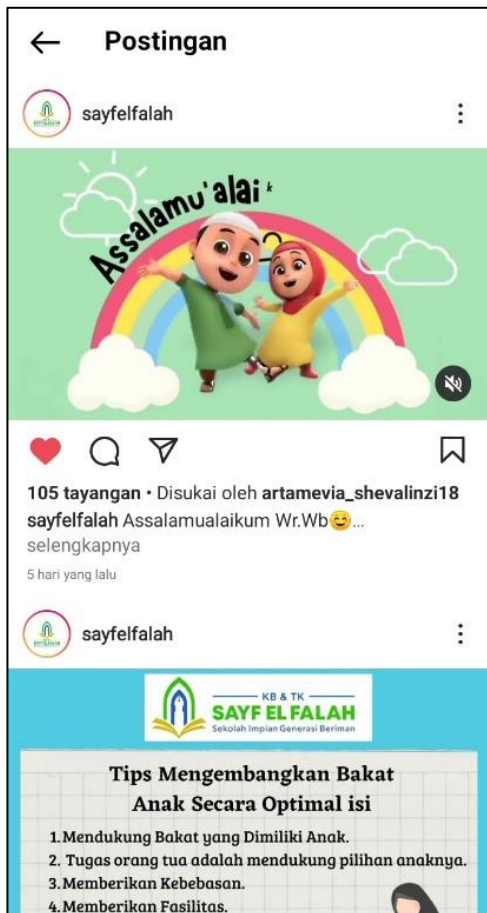 Postingan
sayfelfalah
Assalamu'alai k
105 tayangan • Disukai oleh artamevia_shevalinzi18
sayfelfalah Assalamualaikum Wr.Wb😊...
selengkapnya
5 hari yang lalu
sayfelfalah
KB & TK
SAYF EL FALAH
Sekolah Impian Generasi Beriman
Tips Mengembangkan Bakat
Anak Secara Optimal isi
1.Mendukung Bakat yang Dimiliki Anak.
2. Tugas orang tua adalah mendukung pilihan anaknya.
3.Memberikan Kebebasan.
4.Memberikan Fasilitas.